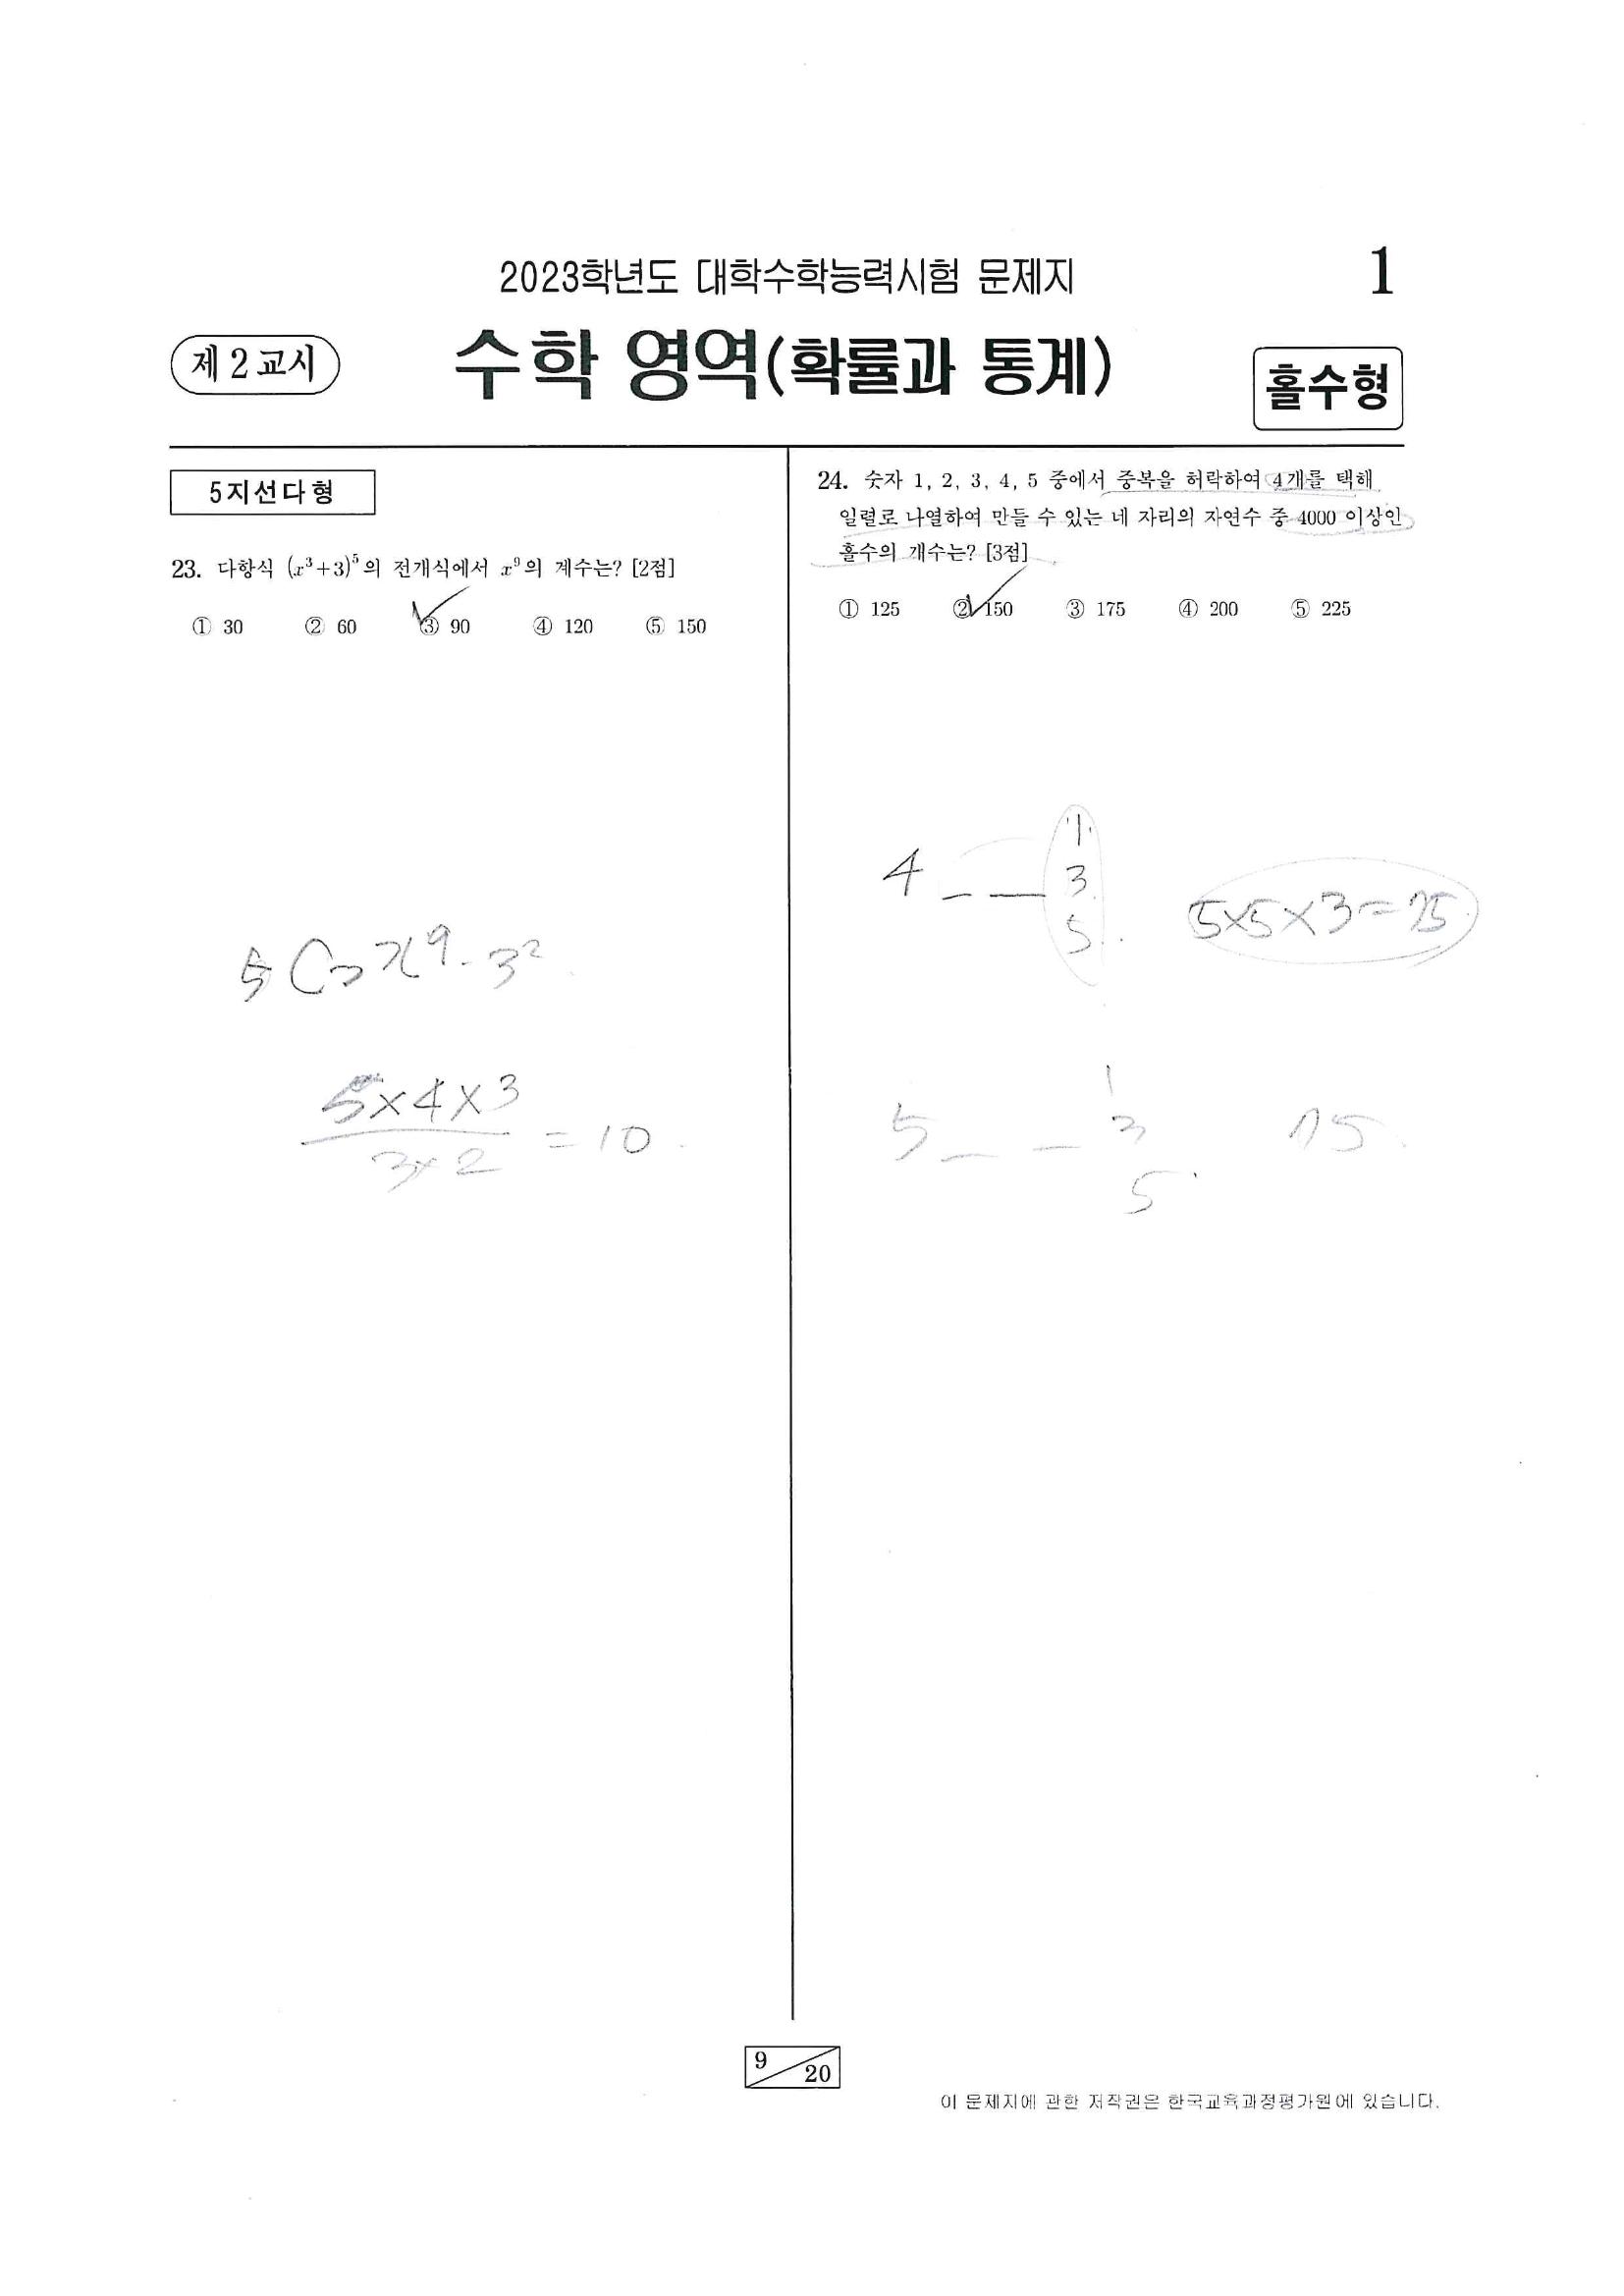 2023학년도 대학수학능력시험 문제지
1
제 2 교시
수학 영역(확률과 통계)
홀수형
5지선다형
23. 다항식 (x³+3)⁵의 전개식에서 x⁹의 계수는? [2점]
① 30 ② 60 ③ 90 ④ 120 ⑤ 150
5 C₃ x⁹. 3²
5×4×3
3×2
= 10
24. 숫자 1, 2, 3, 4, 5 중에서 중복을 허락하여 4개를 택해
일렬로 나열하여 만들 수 있는 네 자리의 자연수 중 4000 이상인
홀수의 개수는? [3점]
① 125 ② 150 ③ 175 ④ 200 ⑤ 225
1
4 _ _ 3
5
5×5×3=75
1
5 _ _ 3
5
75
9
20
이 문제지에 관한 저작권은 한국교육과정평가원에 있습니다.